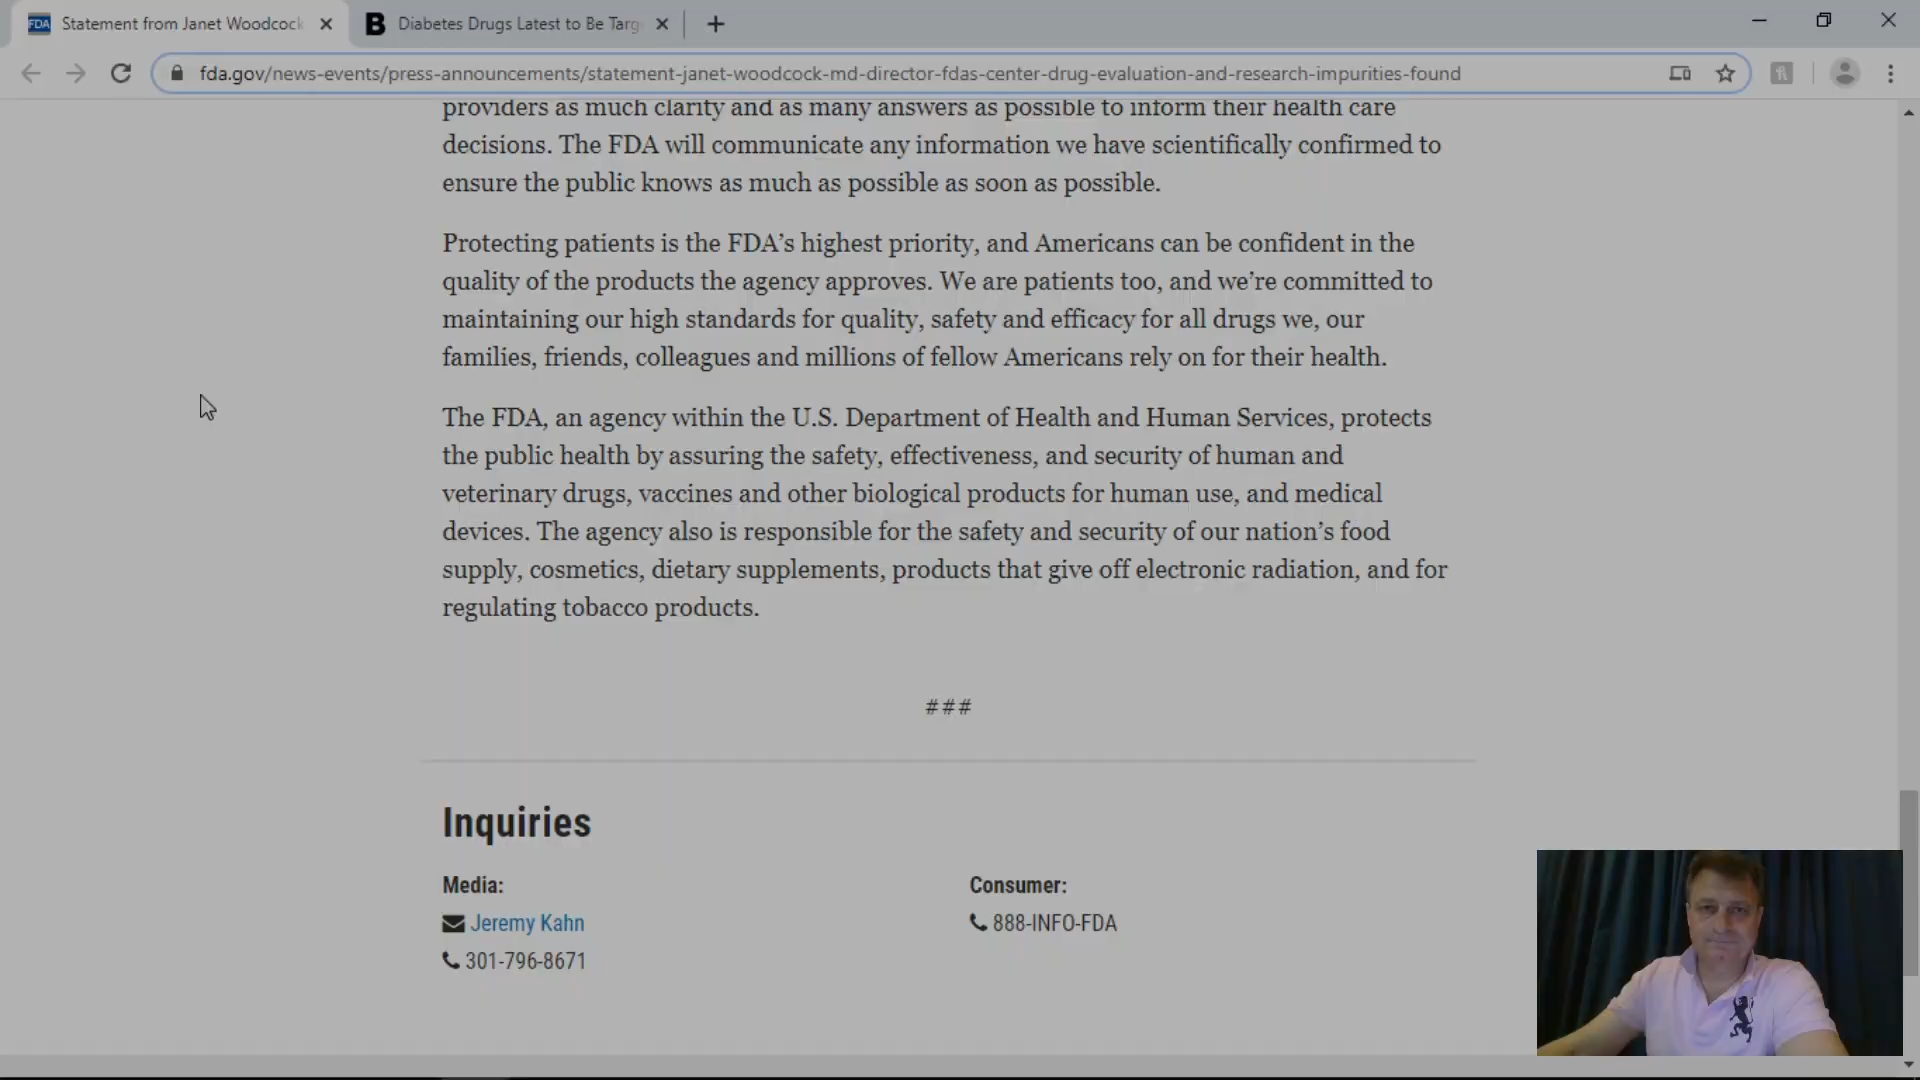 FDA Statement from Janet Woodcock
B Diabetes Drugs Latest to Be Targ
fda.gov/news-events/press-announcements/statement-janet-woodcock-md-director-fdas-center-drug-evaluation-and-research-impurities-found
providers as much clarity and as many answers as possible to inform their health care
decisions. The FDA will communicate any information we have scientifically confirmed to
ensure the public knows as much as possible as soon as possible.
Protecting patients is the FDA’s highest priority, and Americans can be confident in the
quality of the products the agency approves. We are patients too, and we’re committed to
maintaining our high standards for quality, safety and efficacy for all drugs we, our
families, friends, colleagues and millions of fellow Americans rely on for their health.
The FDA, an agency within the U.S. Department of Health and Human Services, protects
the public health by assuring the safety, effectiveness, and security of human and
veterinary drugs, vaccines and other biological products for human use, and medical
devices. The agency also is responsible for the safety and security of our nation’s food
supply, cosmetics, dietary supplements, products that give off electronic radiation, and for
regulating tobacco products.
###
Inquiries
Media:
Jeremy Kahn
301-796-8671
Consumer:
888-INFO-FDA